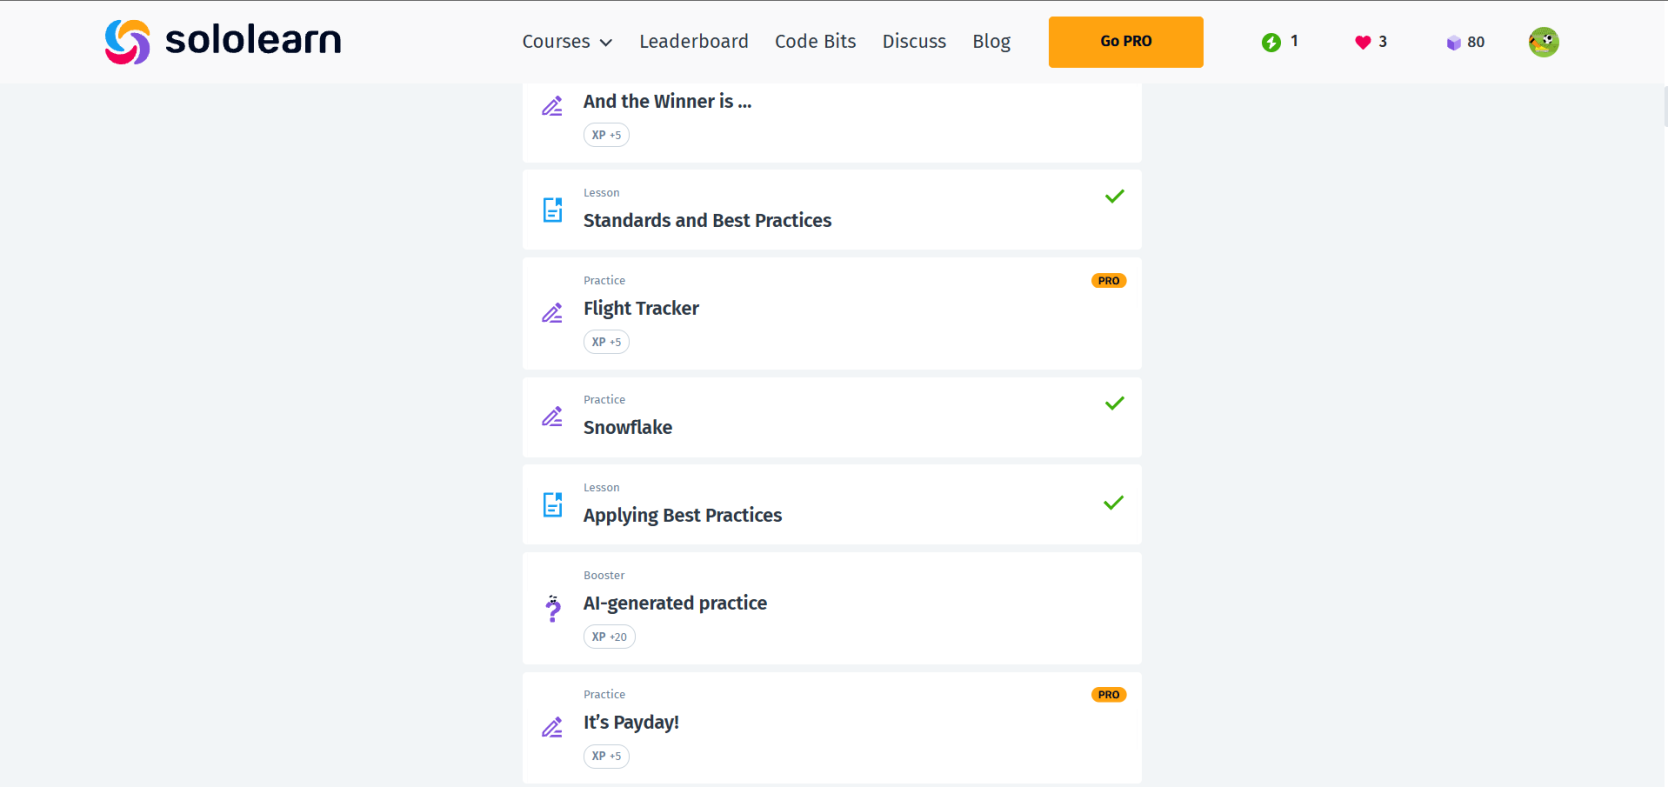 sololearn
Courses Leaderboard Code Bits Discuss Blog Go PRO 1 3 80
And the Winner is ...
XP +5
Lesson
Standards and Best Practices
Practice PRO
Flight Tracker
XP +5
Practice
Snowflake
Lesson
Applying Best Practices
Booster
AI-generated practice
XP +20
Practice PRO
It’s Payday!
XP +5